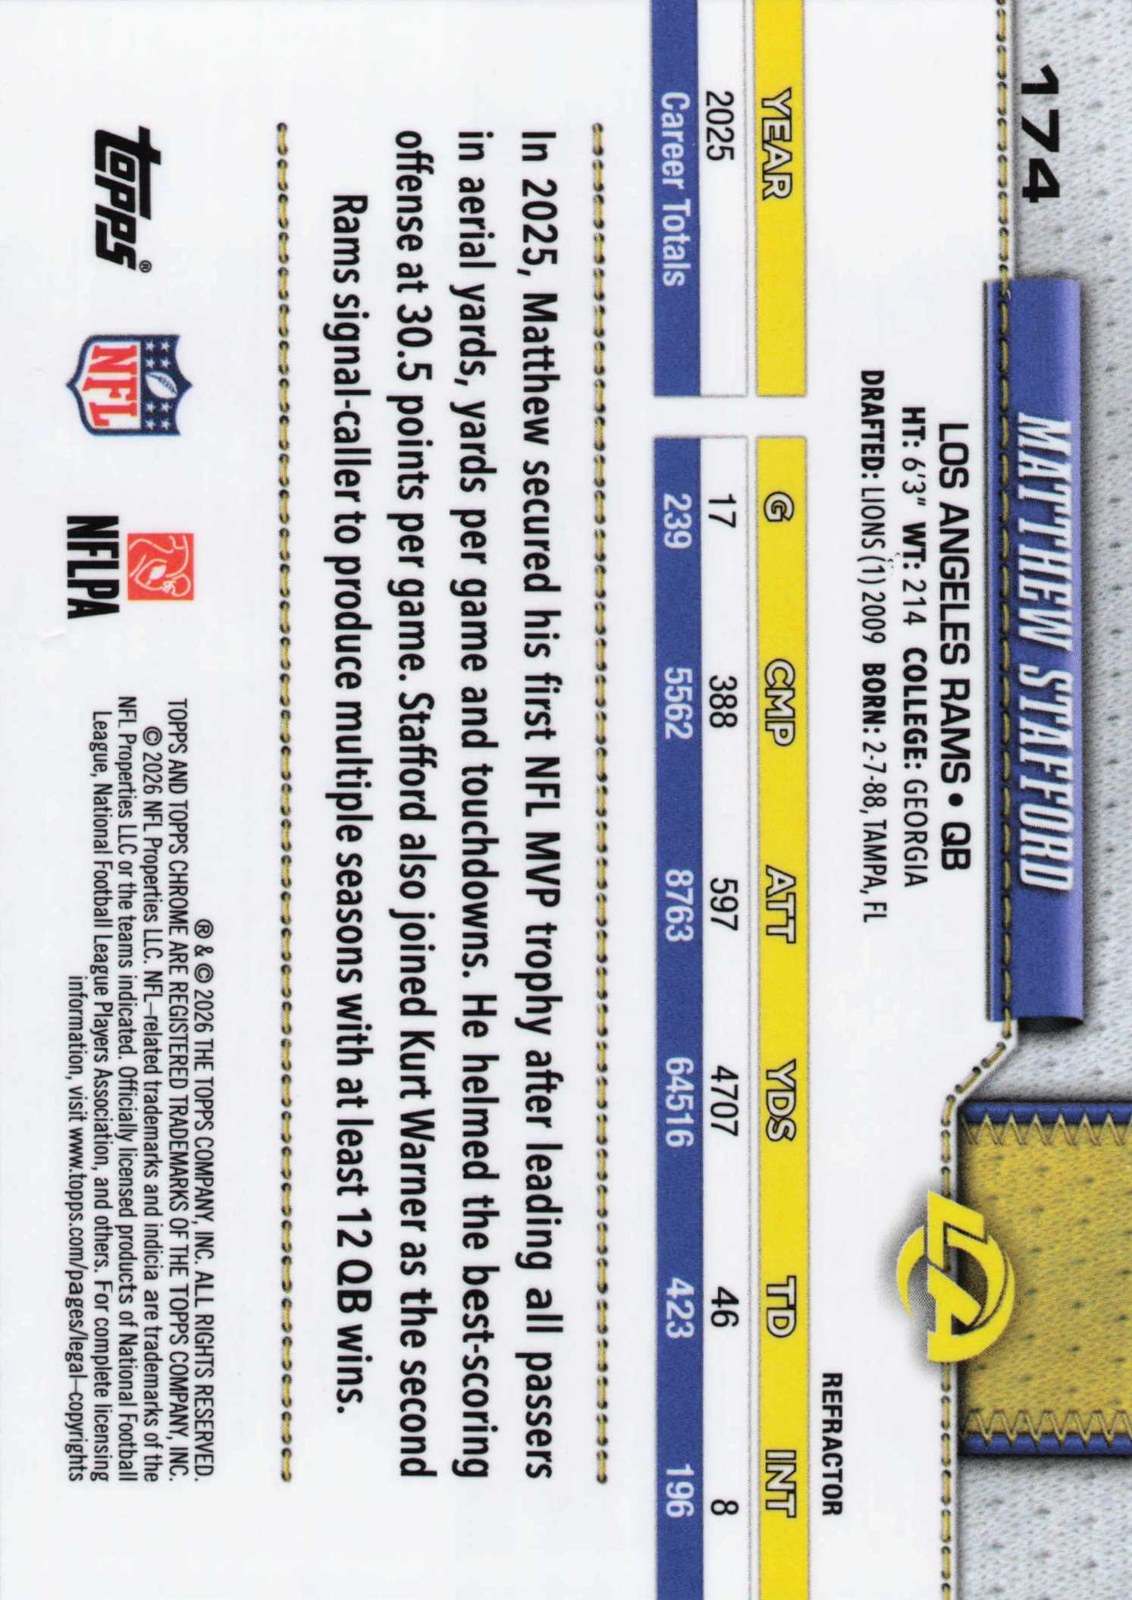 174
MATTHEW STAFFORD
LOS ANGELES RAMS • QB
HT: 6'3" WT: 214 COLLEGE: GEORGIA
DRAFTED: LIONS (1) 2009 BORN: 2-7-88, TAMPA, FL
LA
REFRACTOR
YEAR G CMP ATT YDS TD INT
2025 17 388 597 4707 46 8
Career Totals 239 5562 8763 64516 423 196
In 2025, Matthew secured his first NFL MVP trophy after leading all passers
in aerial yards, yards per game and touchdowns. He helmed the best-scoring
offense at 30.5 points per game. Stafford also joined Kurt Warner as the second
Rams signal-caller to produce multiple seasons with at least 12 QB wins.
topps®
NFL
NFLPA
® & © 2026 THE TOPPS COMPANY, INC. ALL RIGHTS RESERVED.
TOPPS AND TOPPS CHROME ARE REGISTERED TRADEMARKS OF THE TOPPS COMPANY, INC.
© 2026 NFL Properties LLC. NFL-related trademarks and indicia are trademarks of the
NFL Properties LLC or the teams indicated. Officially licensed products of National Football
League, National Football League Players Association, and others. For complete licensing
information, visit www.topps.com/pages/legal-copyrights